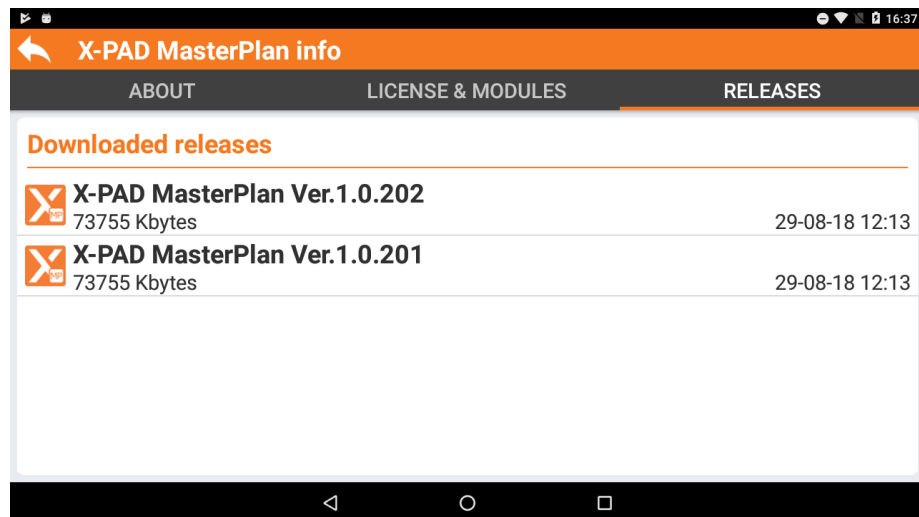 16:37
X-PAD MasterPlan info
ABOUT LICENSE & MODULES RELEASES
Downloaded releases
X-PAD MasterPlan Ver.1.0.202
73755 Kbytes 29-08-18 12:13
X-PAD MasterPlan Ver.1.0.201
73755 Kbytes 29-08-18 12:13